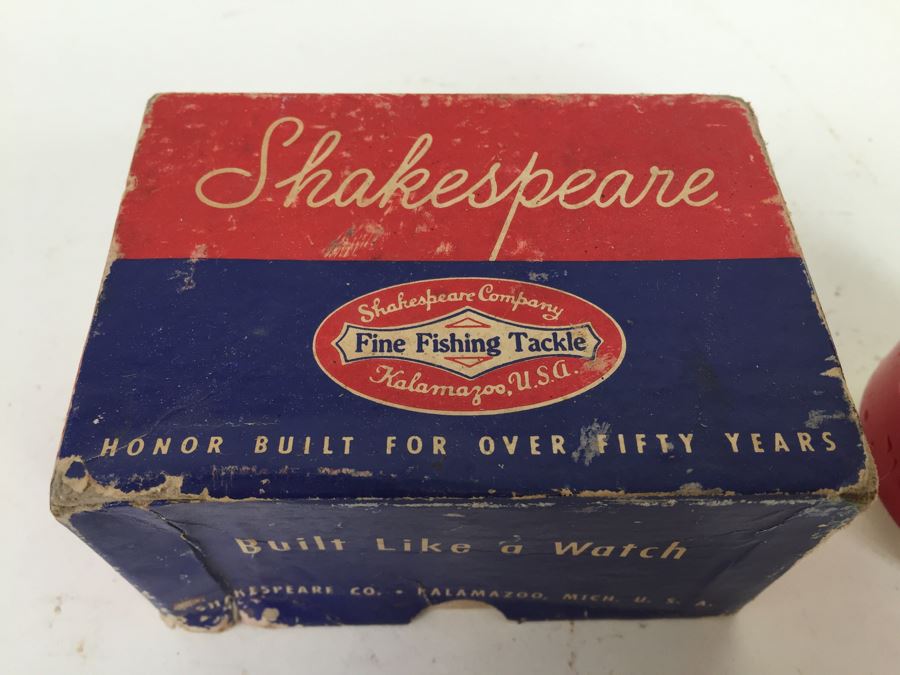 Shakespeare
Shakespeare Company
Fine Fishing Tackle
Kalamazoo, U.S.A.
HONOR BUILT FOR OVER FIFTY YEARS
Built Like a Watch
SHAKESPEARE CO. • KALAMAZOO, MICH. U. S. A.